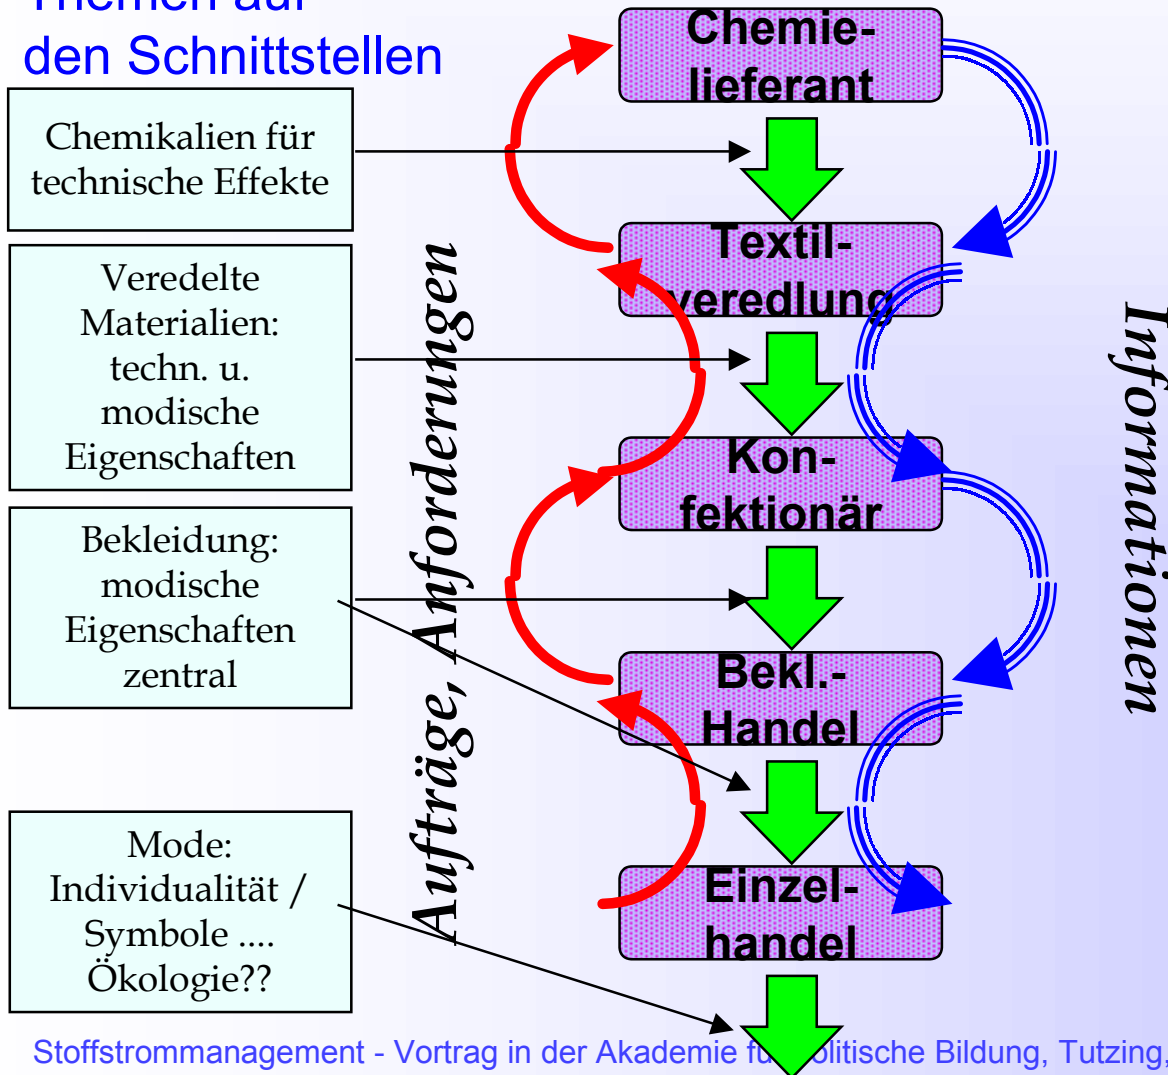 Themen auf
den Schnittstellen
Chemikalien für
technische Effekte
Veredelte
Materialien:
techn. u.
modische
Eigenschaften
Bekleidung:
modische
Eigenschaften
zentral
Mode:
Individualität /
Symbole ....
Ökologie??
Aufträge, Anforderungen
Chemie-
lieferant
Textil-
veredlung
Kon-
fektionär
Bekl.-
Handel
Einzel-
handel
Informationen
Stoffstrommanagement - Vortrag in der Akademie für Politische Bildung, Tutzing,